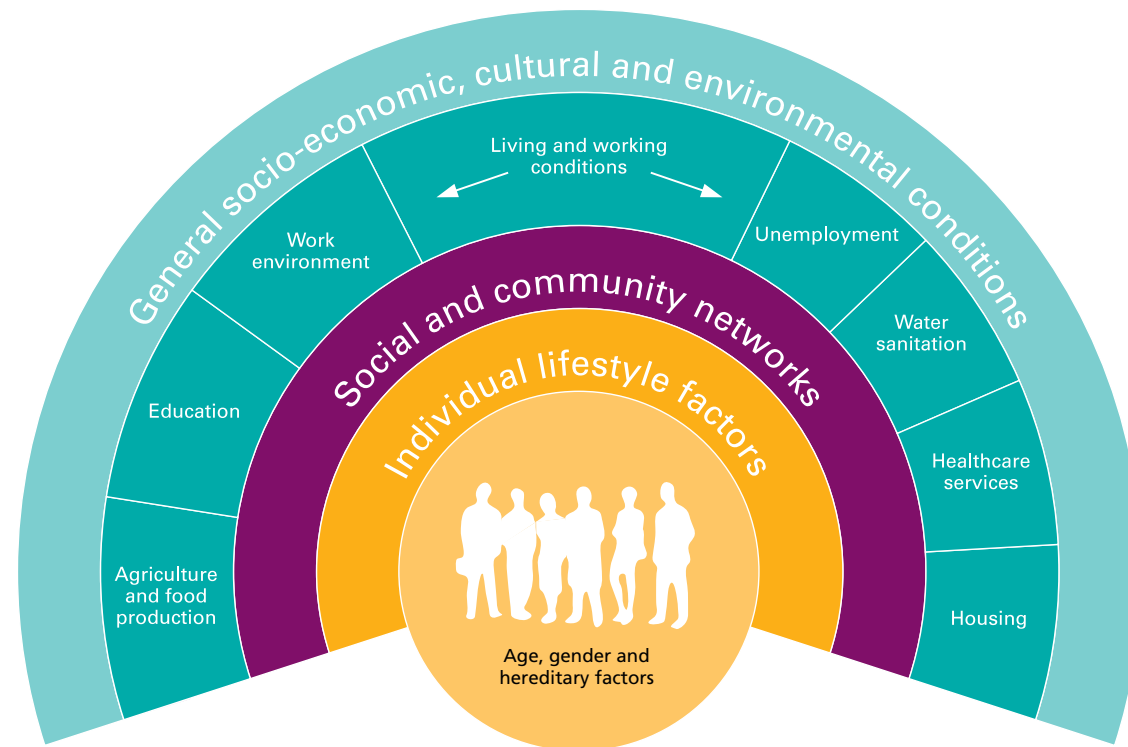 General socio-economic, cultural and environmental conditions
Living and working
conditions
Work
environment
Unemployment
Education
Water
sanitation
Agriculture
and food
production
Healthcare
services
Housing
Social and community networks
Individual lifestyle factors
Age, gender and
hereditary factors